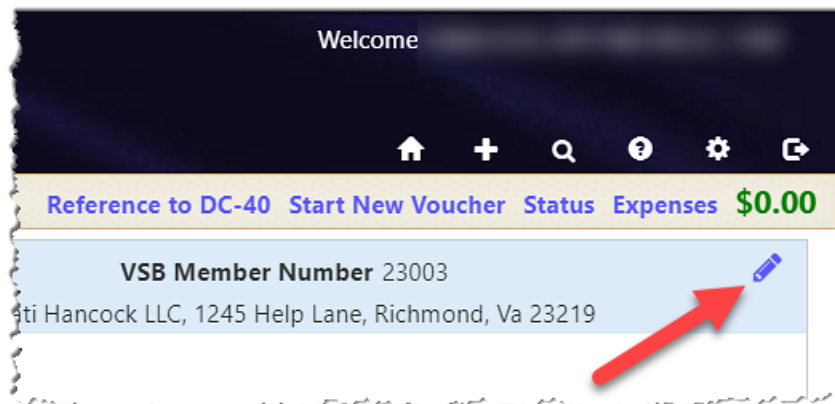 Welcome
Reference to DC-40 Start New Voucher Status Expenses $0.00
VSB Member Number 23003
Hancock LLC, 1245 Help Lane, Richmond, Va 23219